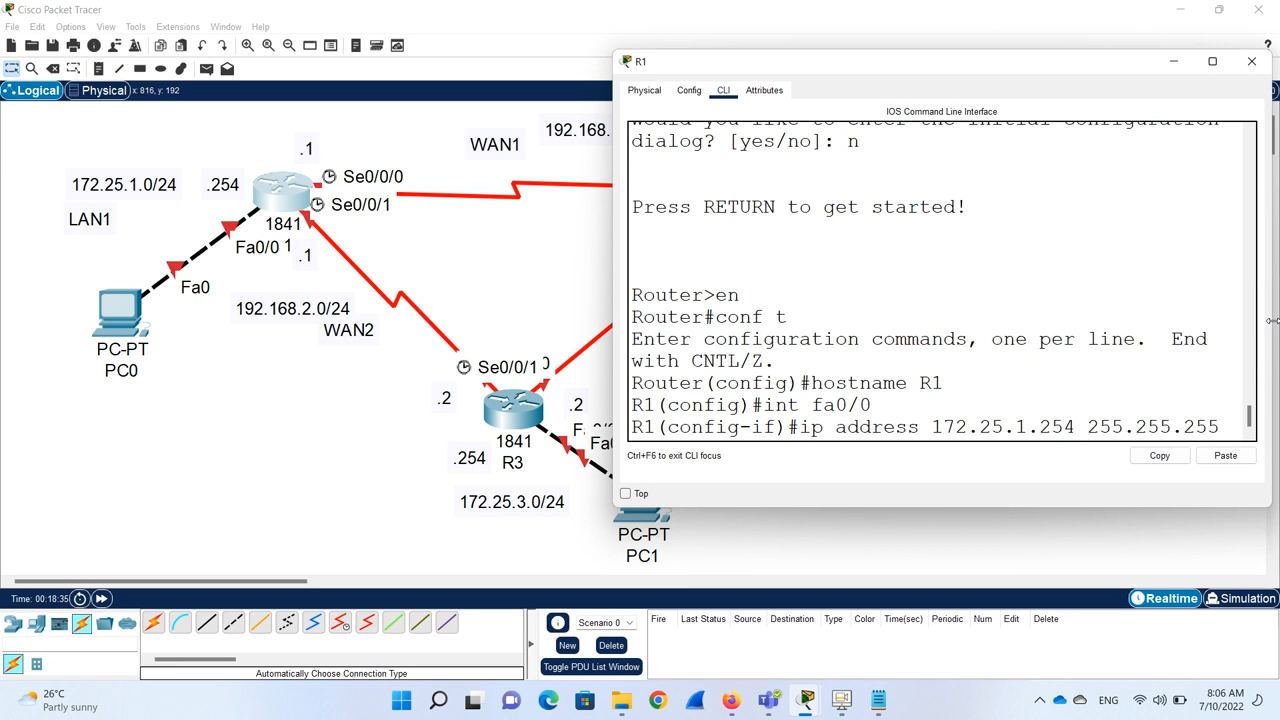 Cisco Packet Tracer
File Edit Options View Tools Extensions Window Help
Logical Physical x: 816, y: 192
R1
Physical Config CLI Attributes
IOS Command Line Interface
Would you like to enter the initial configuration
dialog? [yes/no]: n
Press RETURN to get started!
Router>en
Router#conf t
Enter configuration commands, one per line. End
with CNTL/Z.
Router(config)#hostname R1
R1(config)#int fa0/0
R1(config-if)#ip address 172.25.1.254 255.255.255
Ctrl+F6 to exit CLI focus
Copy
Paste
Top
.1
WAN1
192.168.
172.25.1.0/24
.254
Se0/0/0
LAN1
Se0/0/1
1841
Fa0/0
.1
Fa0
192.168.2.0/24
WAN2
PC-PT
PC0
Se0/0/1
.2
.2
1841
R3
.254
172.25.3.0/24
PC-PT
PC1
Time: 00:18:35
Realtime
Simulation
Scenario 0
New
Delete
Toggle PDU List Window
Fire Last Status Source Destination Type Color Time(sec) Periodic Num Edit Delete
Automatically Choose Connection Type
26°C
Partly sunny
ENG
8:06 AM
7/10/2022